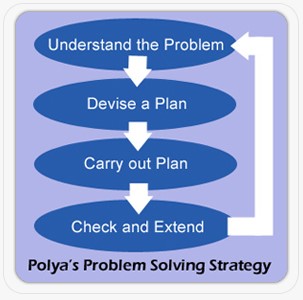 Understand the Problem
Devise a Plan
Carry out Plan
Check and Extend
Polya's Problem Solving Strategy